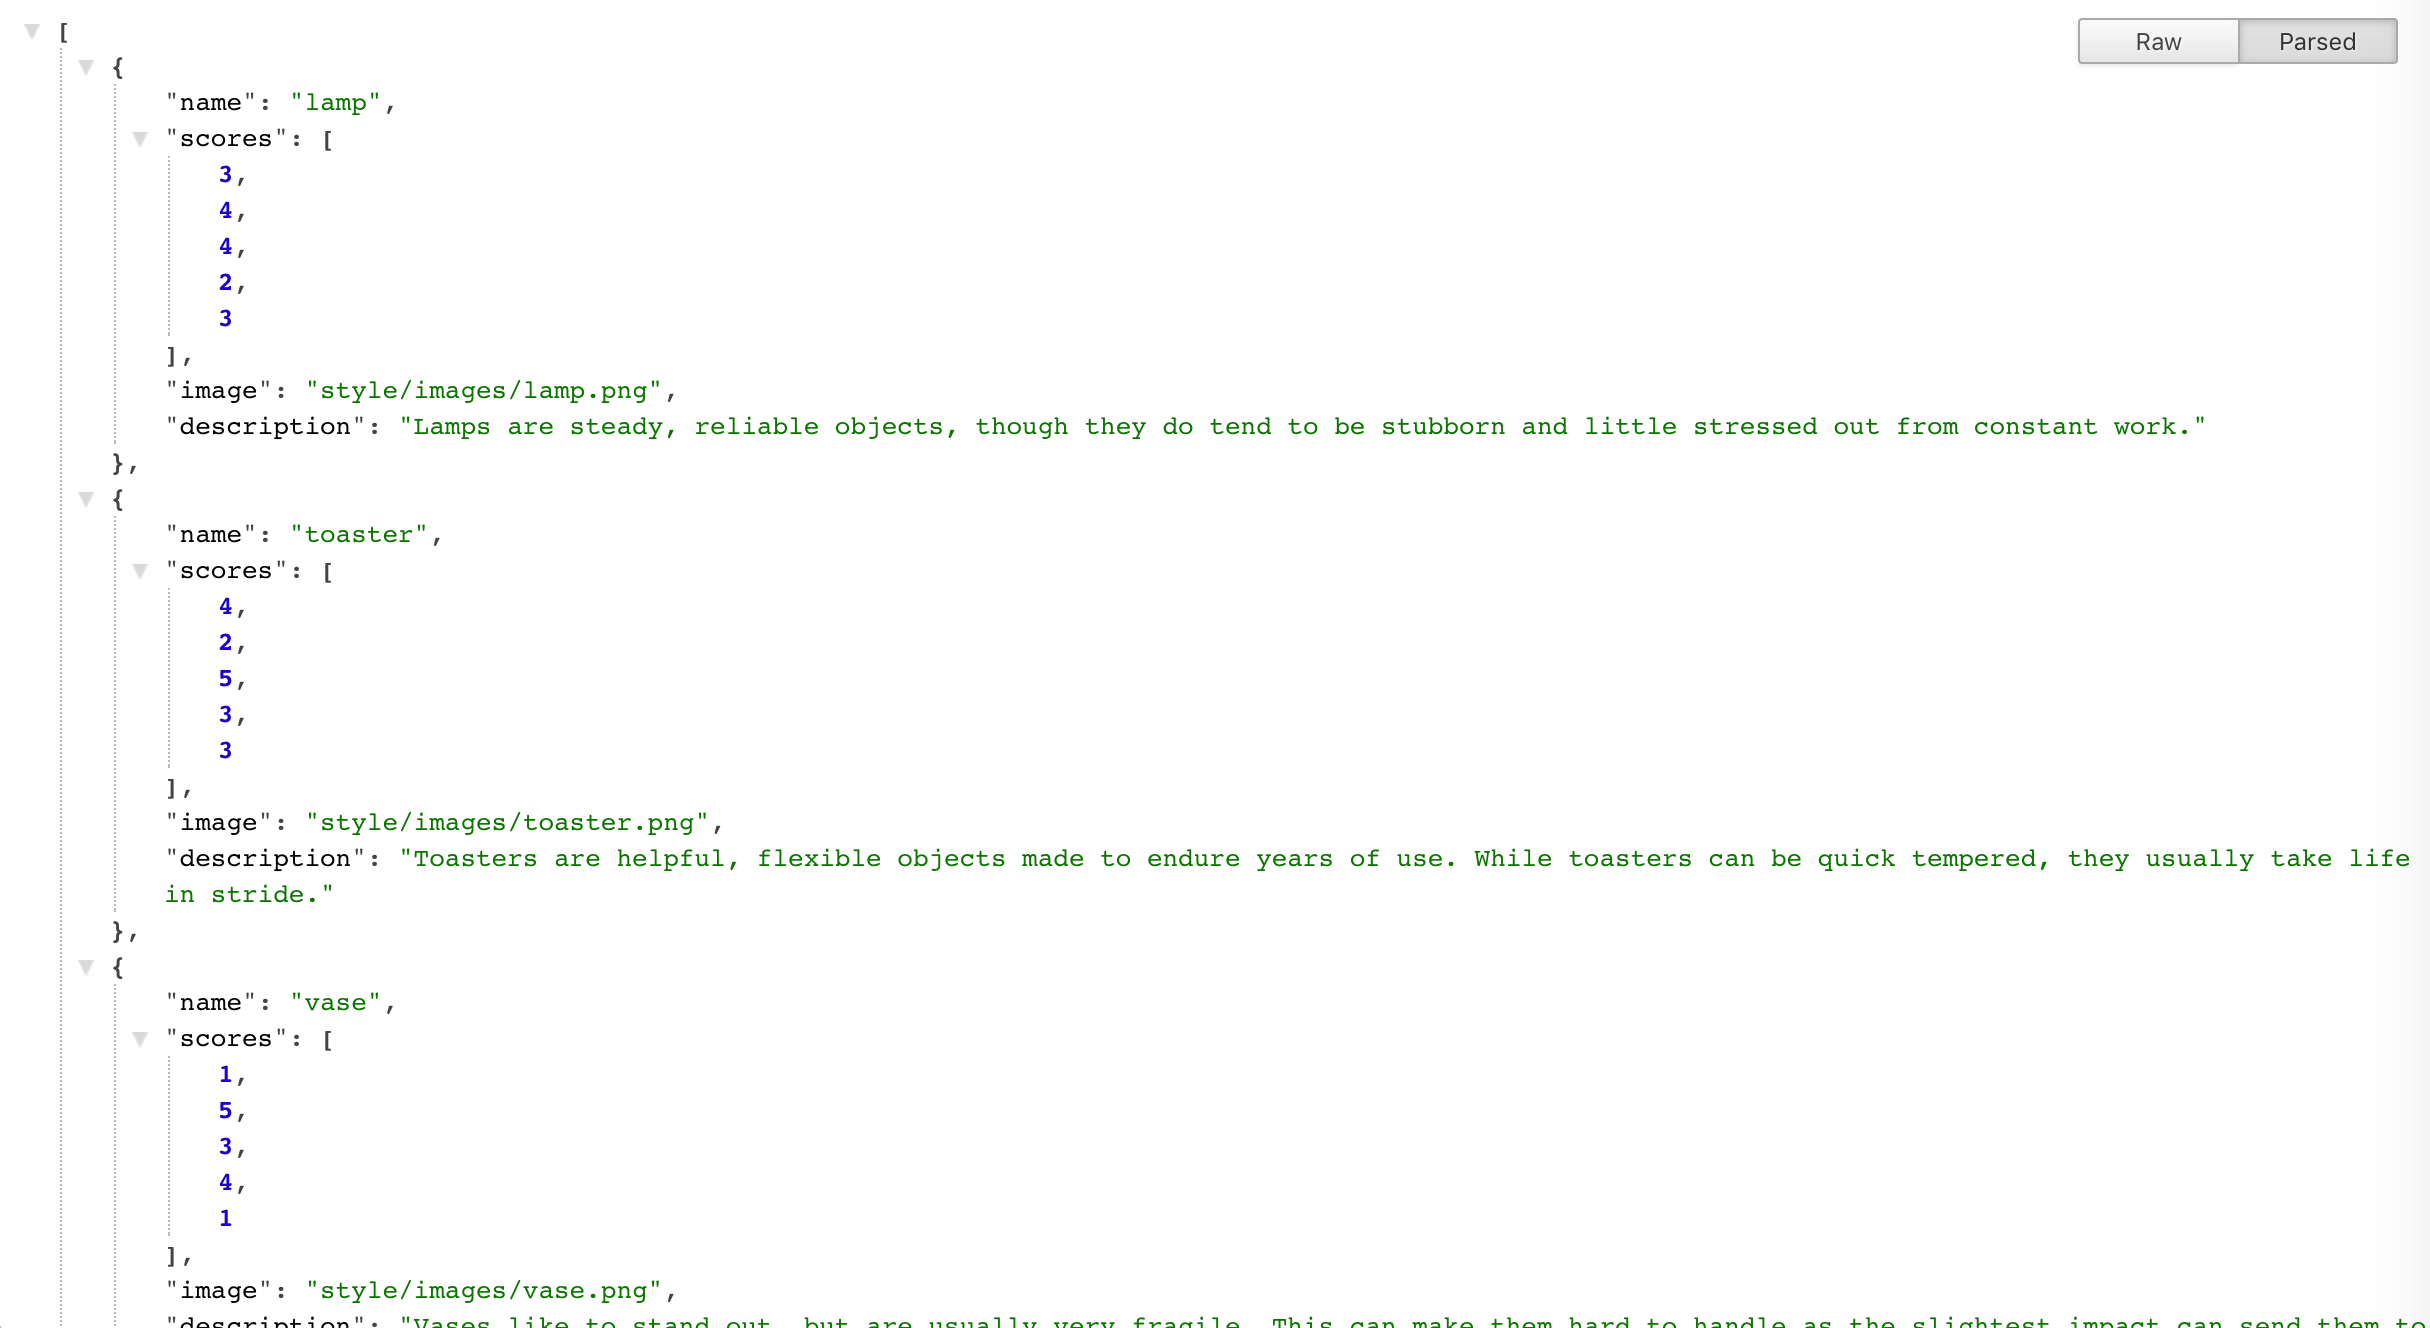 [
Raw Parsed
{
"name": "lamp",
"scores": [
3,
4,
4,
2,
3
],
"image": "style/images/lamp.png",
"description": "Lamps are steady, reliable objects, though they do tend to be stubborn and little stressed out from constant work."
},
{
"name": "toaster",
"scores": [
4,
2,
5,
3,
3
],
"image": "style/images/toaster.png",
"description": "Toasters are helpful, flexible objects made to endure years of use. While toasters can be quick tempered, they usually take life
in stride."
},
{
"name": "vase",
"scores": [
1,
5,
3,
4,
1
],
"image": "style/images/vase.png",
"description": "Vases like to stand out, but are usually very fragile. This can make them hard to handle as the slightest impact can send them to